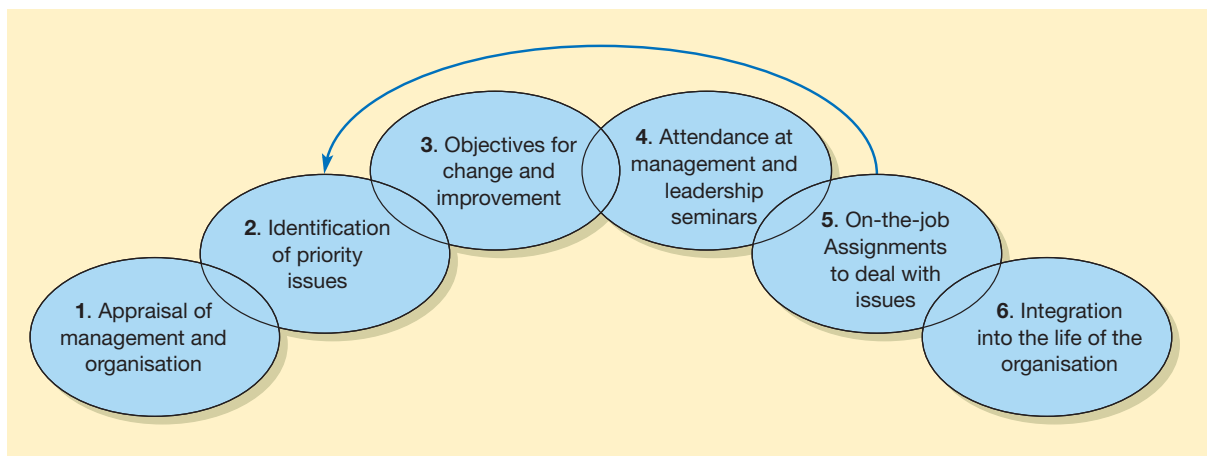 1. Appraisal of
management and
organisation
2. Identification
of priority
issues
3. Objectives for
change and
improvement
4. Attendance at
management and
leadership
seminars
5. On-the-job
Assignments
to deal with
issues
6. Integration
into the life of the
organisation